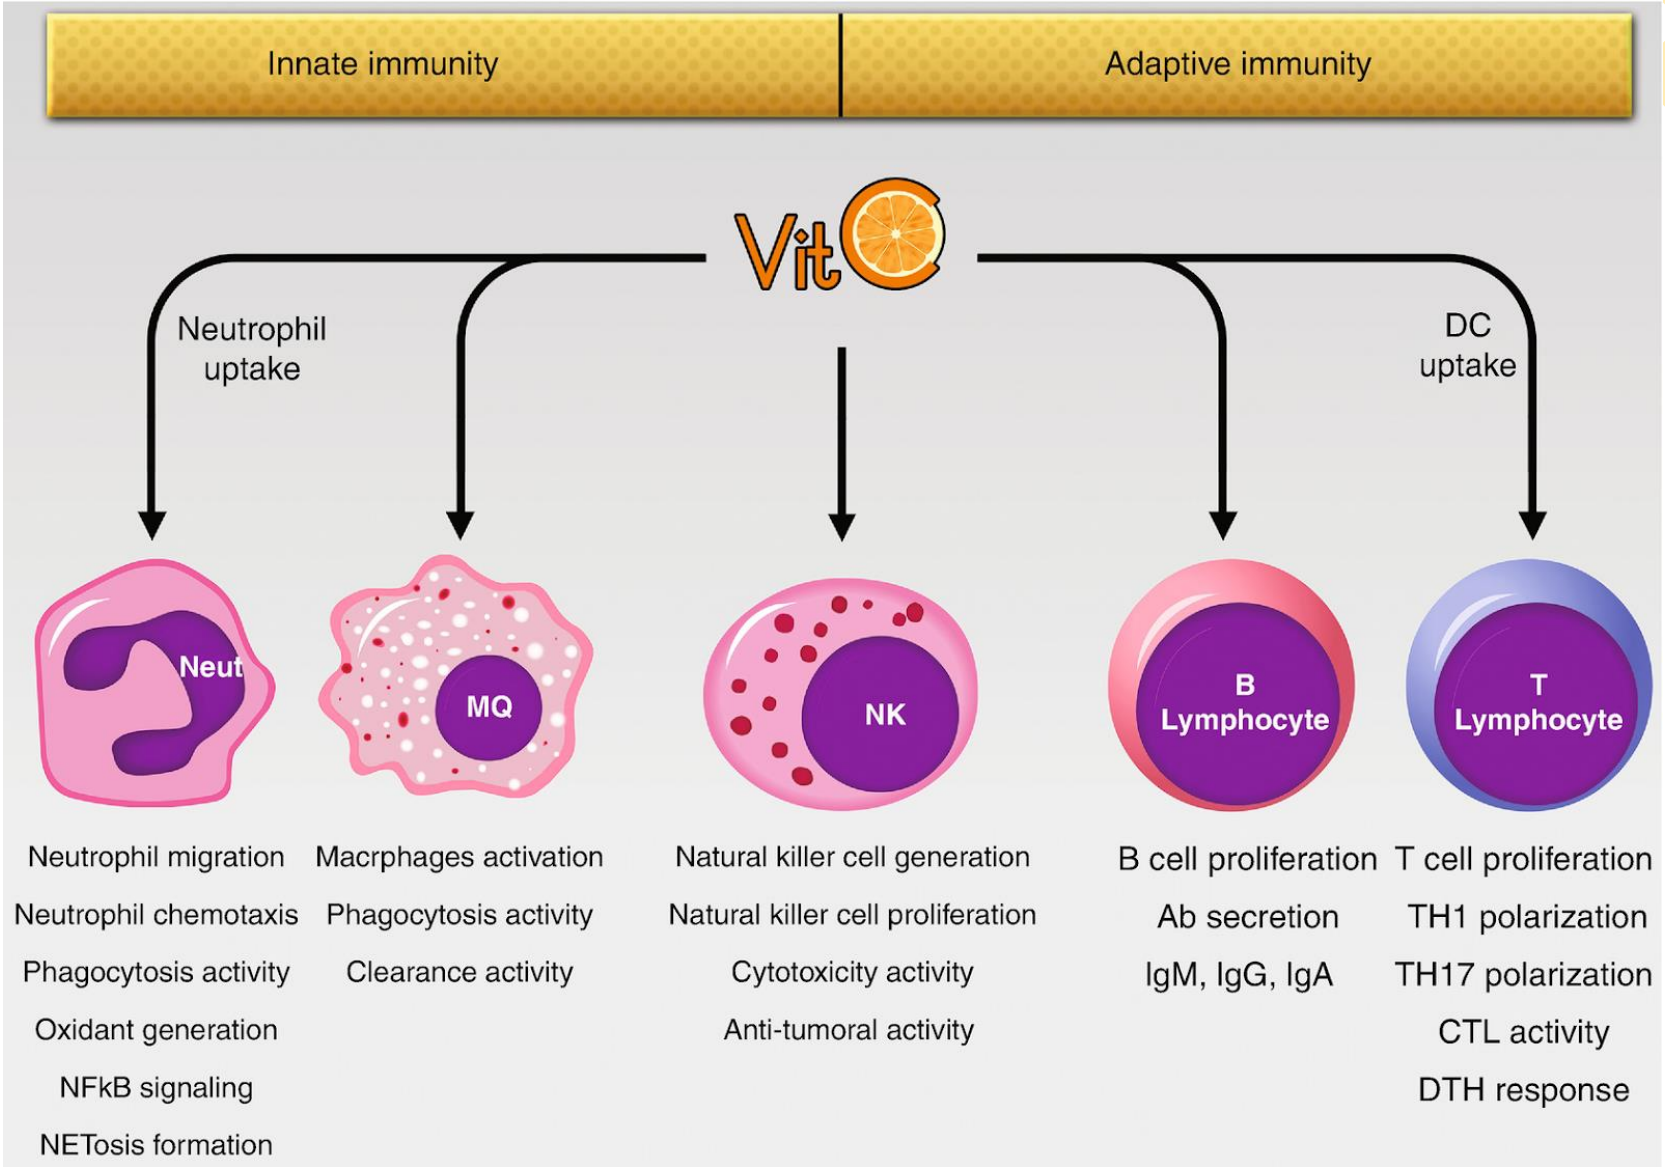 Innate immunity
Adaptive immunity
Vit C
Neutrophil
uptake
DC
uptake
Neut
MQ
NK
B
Lymphocyte
T
Lymphocyte
Neutrophil migration
Neutrophil chemotaxis
Phagocytosis activity
Oxidant generation
NFkB signaling
NETosis formation
Macrphages activation
Phagocytosis activity
Clearance activity
Natural killer cell generation
Natural killer cell proliferation
Cytotoxicity activity
Anti-tumoral activity
B cell proliferation
Ab secretion
IgM, IgG, IgA
T cell proliferation
TH1 polarization
TH17 polarization
CTL activity
DTH response